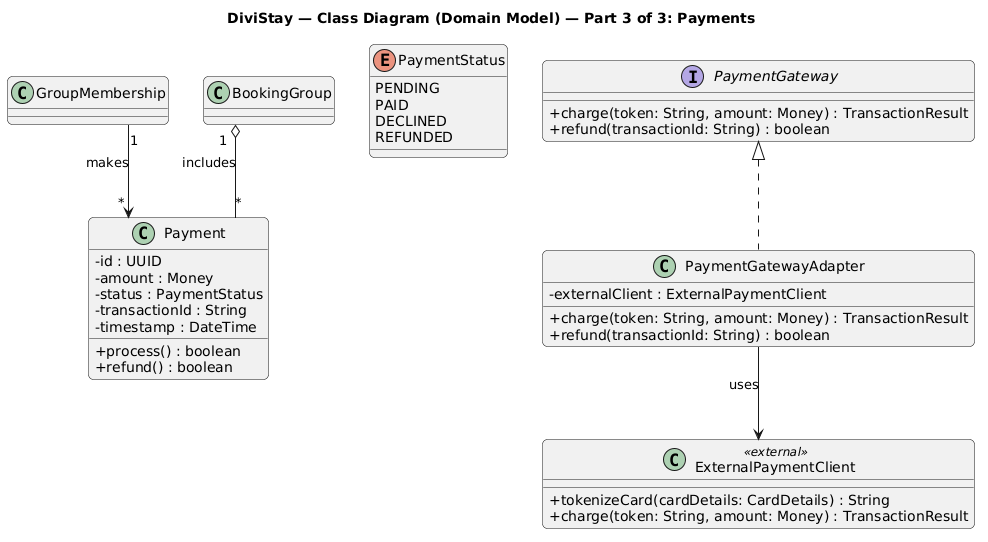 DiviStay — Class Diagram (Domain Model) — Part 3 of 3: Payments
C GroupMembership
C BookingGroup
1
makes
*
1
includes
*
C Payment
-id : UUID
-amount : Money
-status : PaymentStatus
-transactionId : String
-timestamp : DateTime
+process() : boolean
+refund() : boolean
E PaymentStatus
PENDING
PAID
DECLINED
REFUNDED
I PaymentGateway
+charge(token: String, amount: Money) : TransactionResult
+refund(transactionId: String) : boolean
C PaymentGatewayAdapter
-externalClient : ExternalPaymentClient
+charge(token: String, amount: Money) : TransactionResult
+refund(transactionId: String) : boolean
uses
«external»
C ExternalPaymentClient
+tokenizeCard(cardDetails: CardDetails) : String
+charge(token: String, amount: Money) : TransactionResult